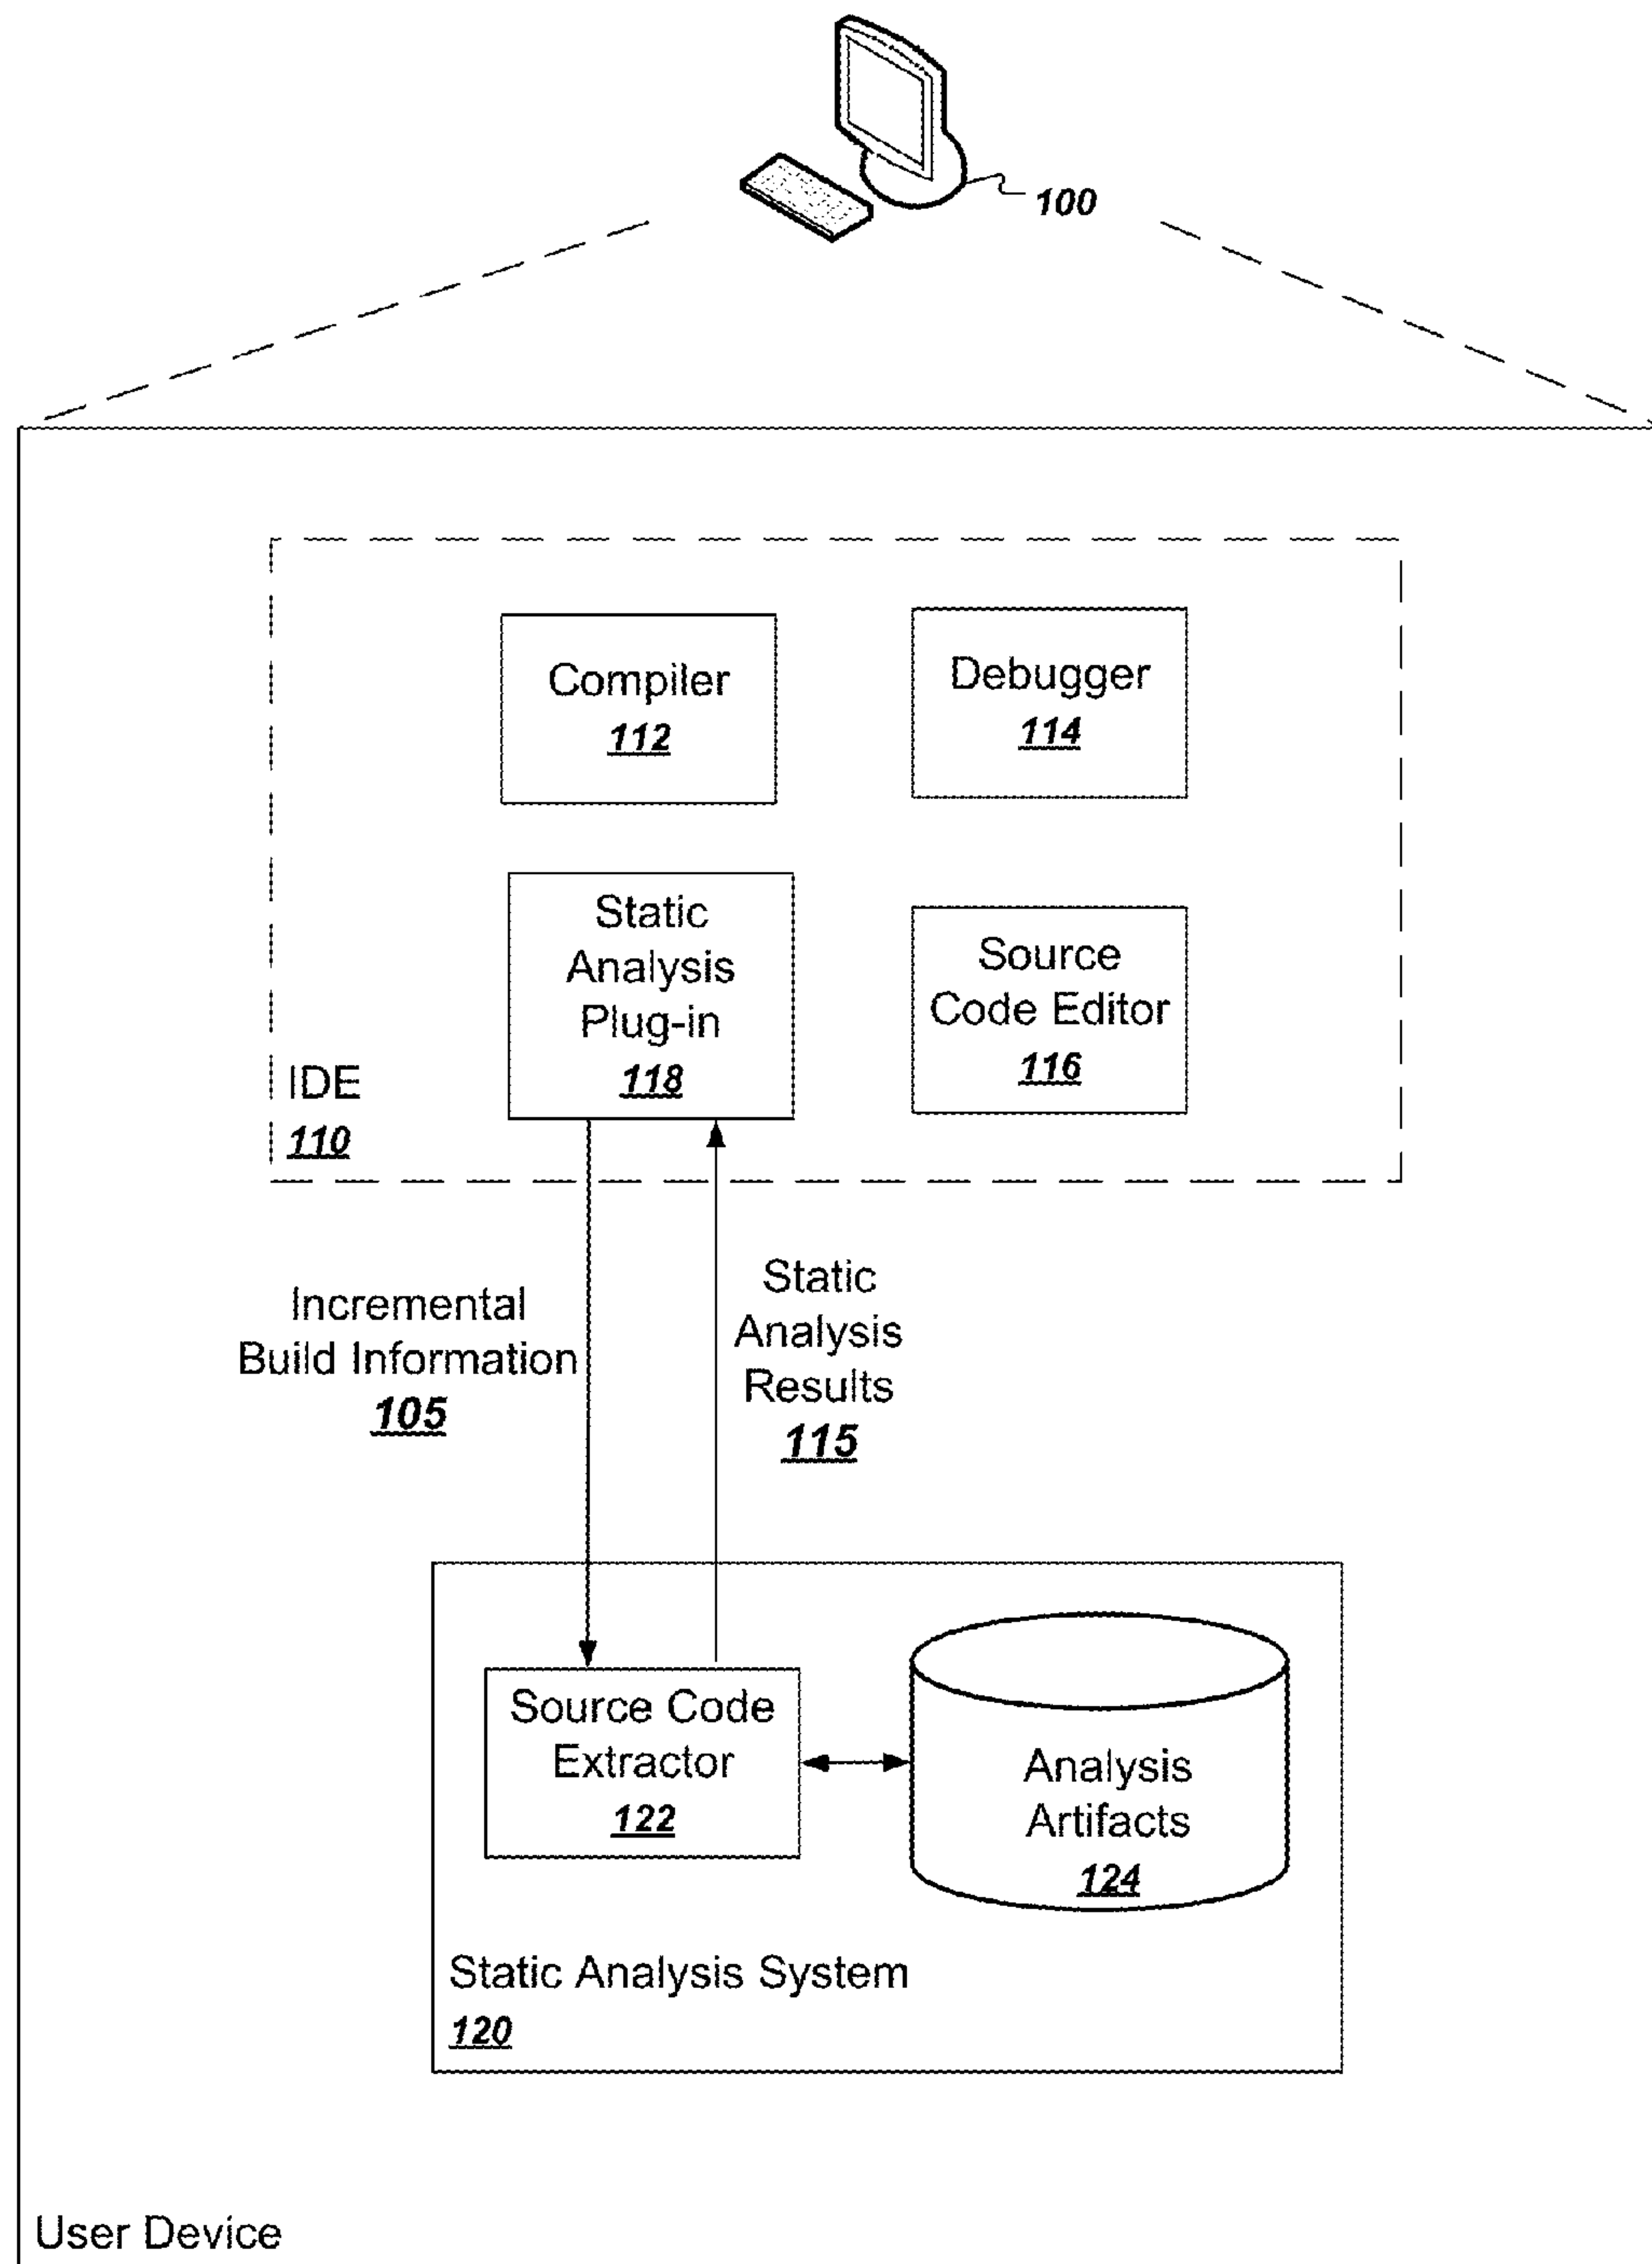 100
Compiler
112
Debugger
114
Static
Analysis
Plug-in
118
Source
Code Editor
116
IDE
110
Incremental
Build Information
105
Static
Analysis
Results
115
Source Code
Extractor
122
Analysis
Artifacts
124
Static Analysis System
120
User Device